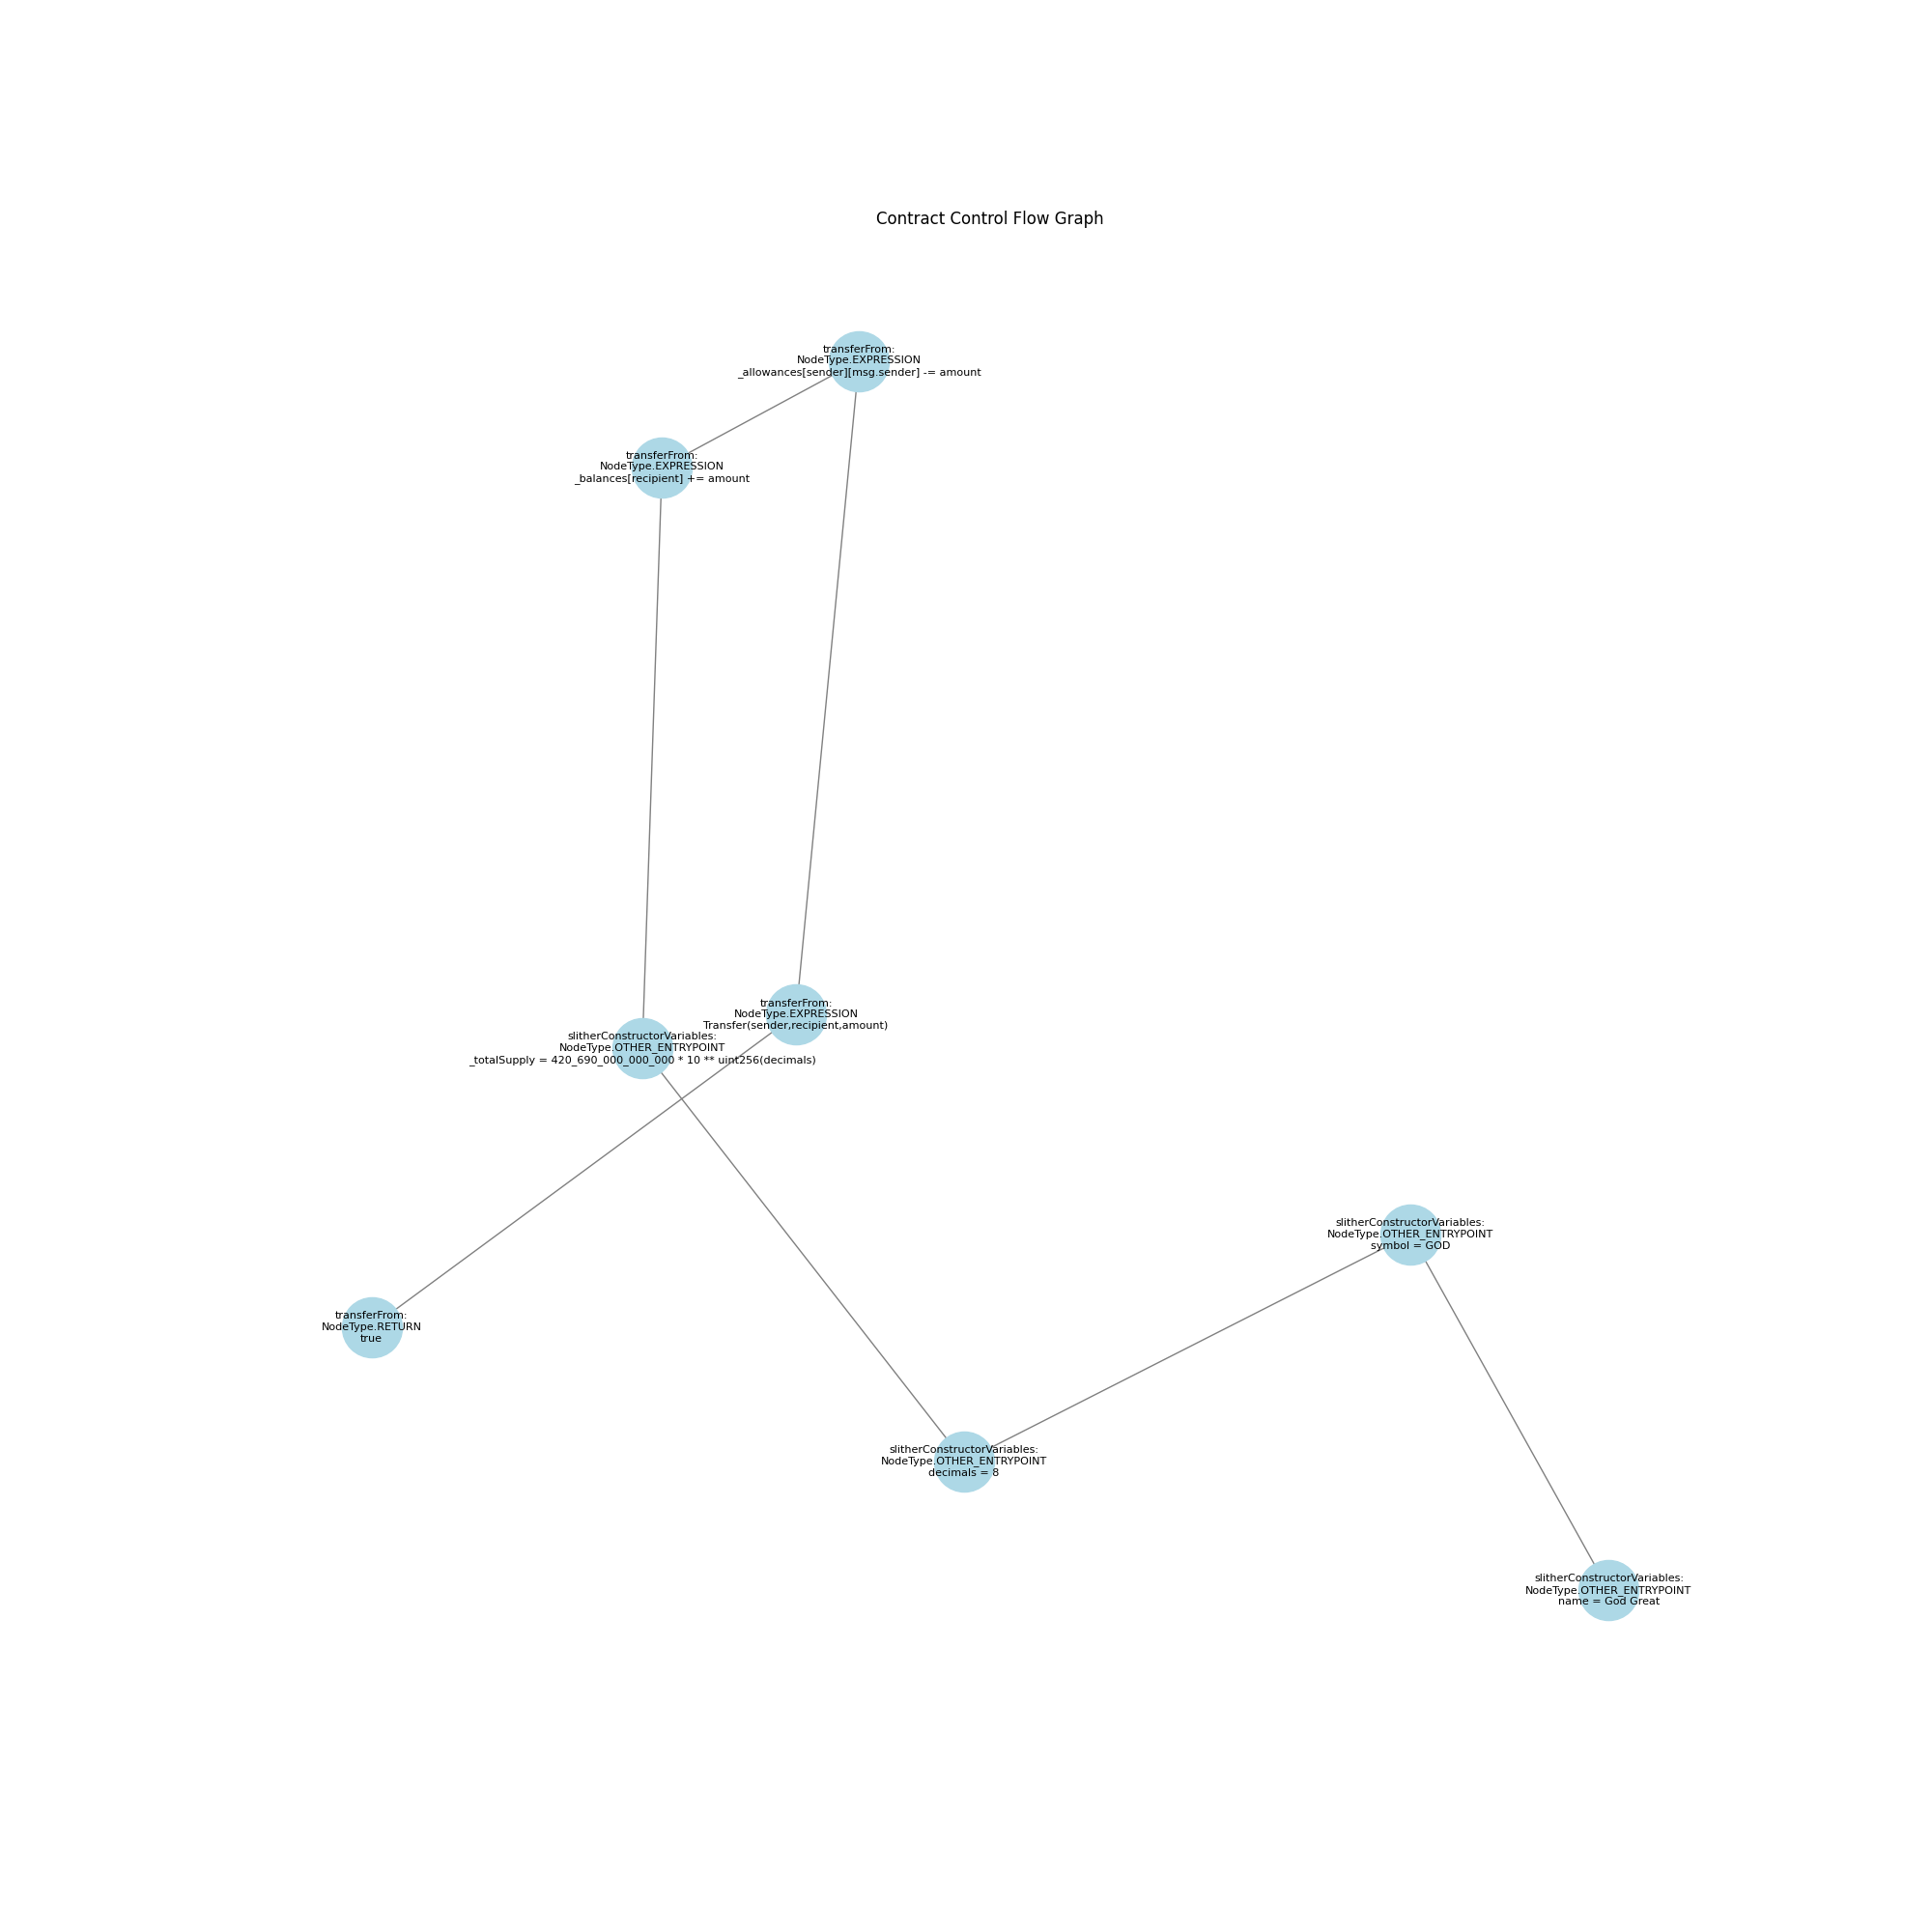 Contract Control Flow Graph
transferFrom:
NodeType.EXPRESSION
_allowances[sender][msg.sender] -= amount
transferFrom:
NodeType.EXPRESSION
_balances[recipient] += amount
transferFrom:
NodeType.EXPRESSION
Transfer(sender,recipient,amount)
slitherConstructorVariables:
NodeType.OTHER_ENTRYPOINT
_totalSupply = 420_690_000_000_000 * 10 ** uint256(decimals)
slitherConstructorVariables:
NodeType.OTHER_ENTRYPOINT
symbol = GOD
transferFrom:
NodeType.RETURN
true
slitherConstructorVariables:
NodeType.OTHER_ENTRYPOINT
decimals = 8
slitherConstructorVariables:
NodeType.OTHER_ENTRYPOINT
name = God Great